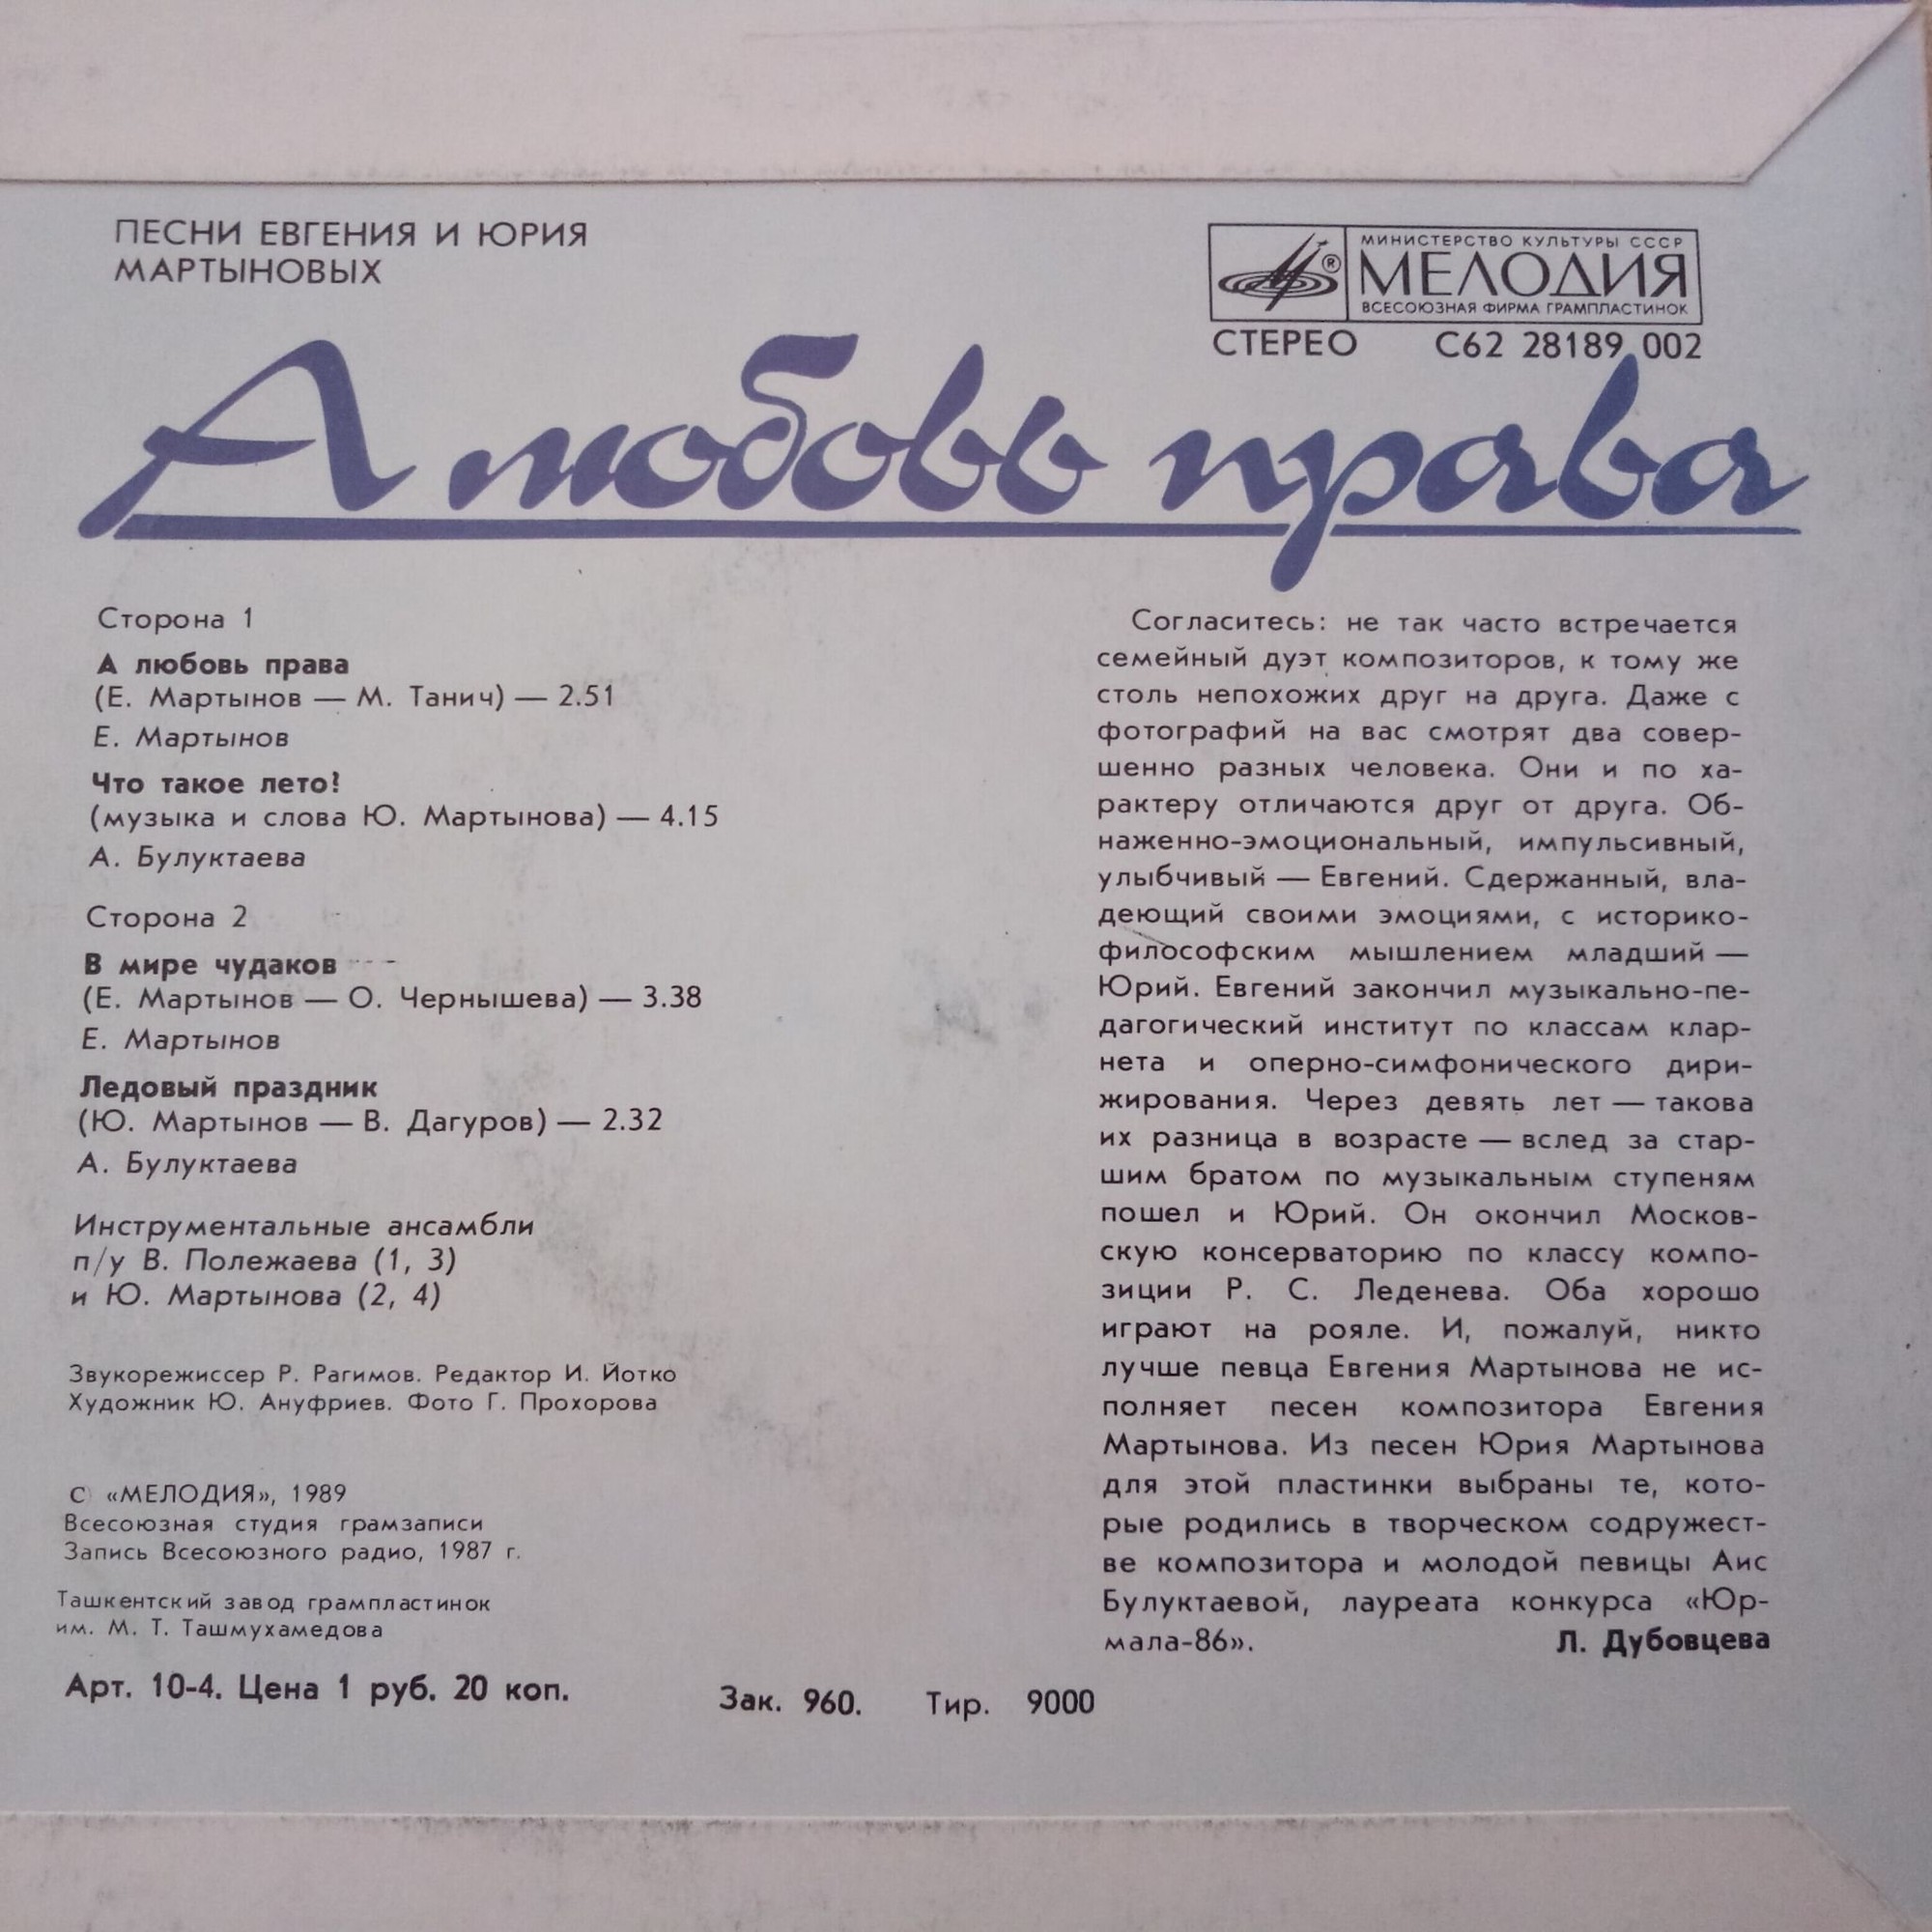 ПЕСНИ ЕВГЕНИЯ И ЮРИЯ
МАРТЫНОВЫХ
МИНИСТЕРСТВО КУЛЬТУРЫ СССР
МЕЛОДИЯ
ВСЕСОЮЗНАЯ ФИРМА ГРАМПЛАСТИНОК
СТЕРЕО С62 28189 002
А любовь права
Сторона 1
А любовь права
(Е. Мартынов — М. Танич) — 2.51
Е. Мартынов
Что такое лето?
(музыка и слова Ю. Мартынова) — 4.15
А. Булуктаева
Сторона 2
В мире чудаков
(Е. Мартынов — О. Чернышева) — 3.38
Е. Мартынов
Ледовый праздник
(Ю. Мартынов — В. Дагуров) — 2.32
А. Булуктаева
Инструментальные ансамбли
п/у В. Полежаева (1, 3)
и Ю. Мартынова (2, 4)
Звукорежиссер Р. Рагимов. Редактор И. Йотко
Художник Ю. Ануфриев. Фото Г. Прохорова
С «МЕЛОДИЯ», 1989
Всесоюзная студия грамзаписи
Запись Всесоюзного радио, 1987 г.
Ташкентский завод грампластинок
им. М. Т. Ташмухамедова
Арт. 10-4. Цена 1 руб. 20 коп.
Зак. 960. Тир. 9000
Согласитесь: не так часто встречается
семейный дуэт композиторов, к тому же
столь непохожих друг на друга. Даже с
фотографий на вас смотрят два совер-
шенно разных человека. Они и по ха-
рактеру отличаются друг от друга. Об-
наженно-эмоциональный, импульсивный,
улыбчивый — Евгений. Сдержанный, вла-
деющий своими эмоциями, с историко-
философским мышлением младший —
Юрий. Евгений закончил музыкально-пе-
дагогический институт по классам клар-
нета и оперно-симфонического дири-
жирования. Через девять лет — такова
их разница в возрасте — вслед за стар-
шим братом по музыкальным ступеням
пошел и Юрий. Он окончил Москов-
скую консерваторию по классу компо-
зиции Р. С. Леденева. Оба хорошо
играют на рояле. И, пожалуй, никто
лучше певца Евгения Мартынова не ис-
полняет песен композитора Евгения
Мартынова. Из песен Юрия Мартынова
для этой пластинки выбраны те, кото-
рые родились в творческом содружест-
ве композитора и молодой певицы Аис
Булуктаевой, лауреата конкурса «Юр-
мала-86».
Л. Дубовцева